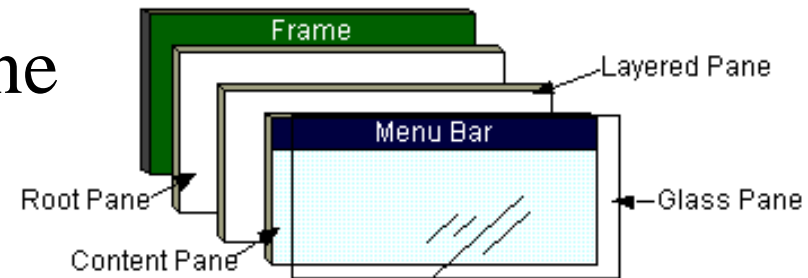 Frame
ne
Layered Pane
Menu Bar
Root Pane
Glass Pane
Content Pane